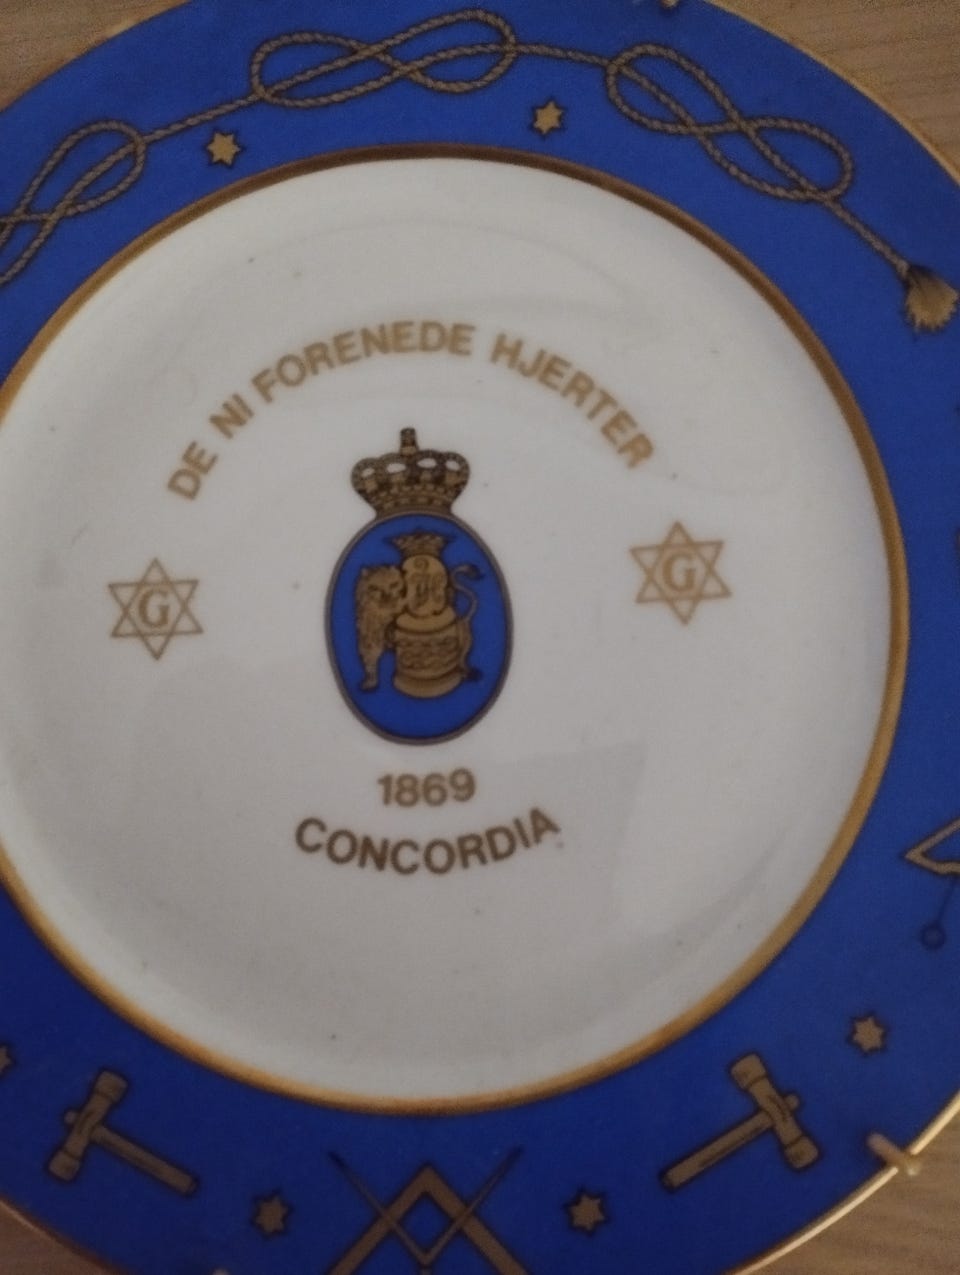 DE NI FORENEDE HJERTER
G
G
1869
CONCORDIA